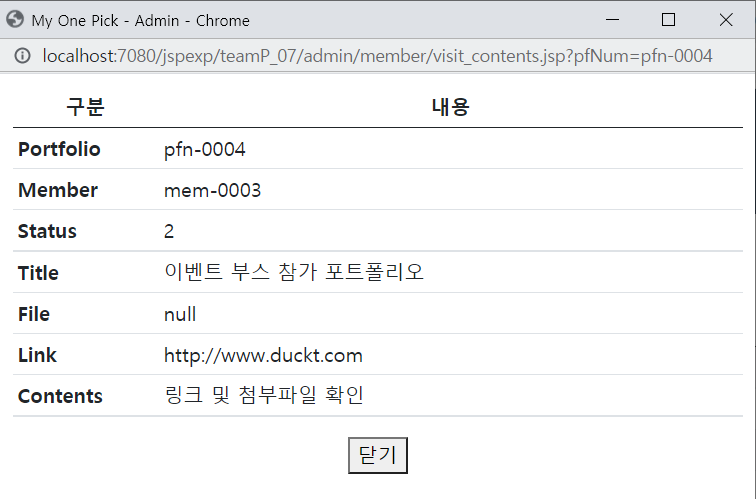 My One Pick - Admin - Chrome
localhost:7080/jspexp/teamP_07/admin/member/visit_contents.jsp?pfNum=pfn-0004
구분 내용
Portfolio pfn-0004
Member mem-0003
Status 2
Title 이벤트 부스 참가 포트폴리오
File null
Link http://www.duckt.com
Contents 링크 및 첨부파일 확인
닫기